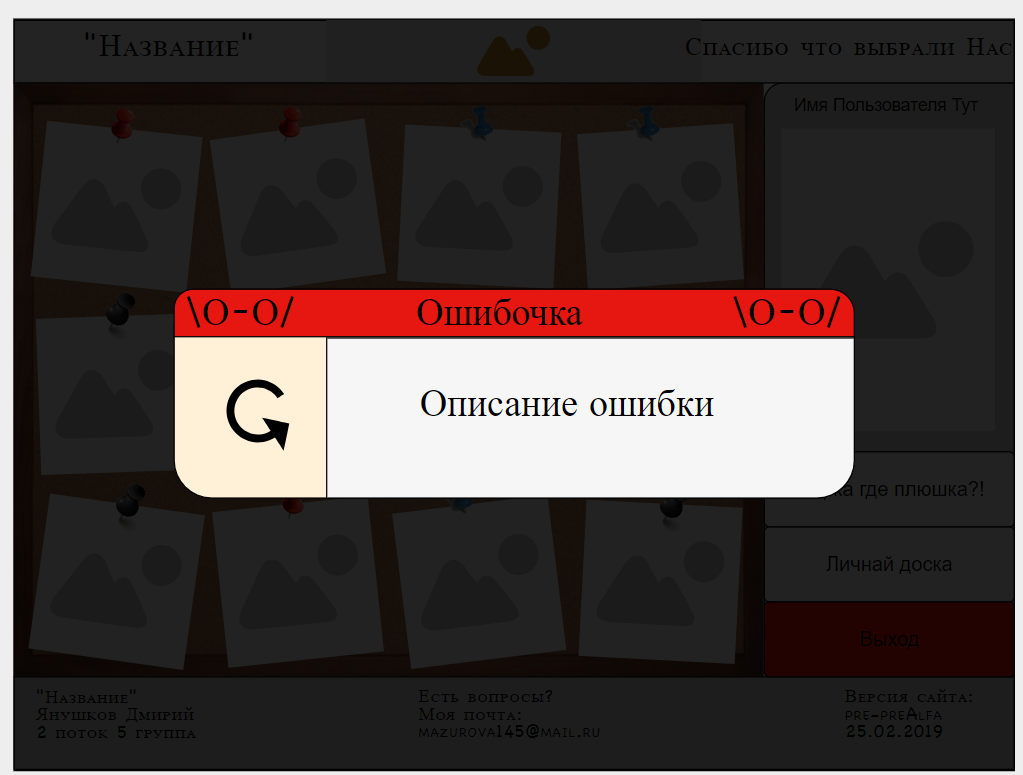 "Название"
Спасибо что выбрали Нас
Имя Пользователя Тут
\О-О/ Ошибочка \О-О/
Описание ошибки
где плюшка?!
Личнай доска
Выход
"Название"
Янушков Дмирий
2 поток 5 группа
Есть вопросы?
Моя почта:
mazurova145@mail.ru
Версия сайта:
pre-preAlfa
25.02.2019